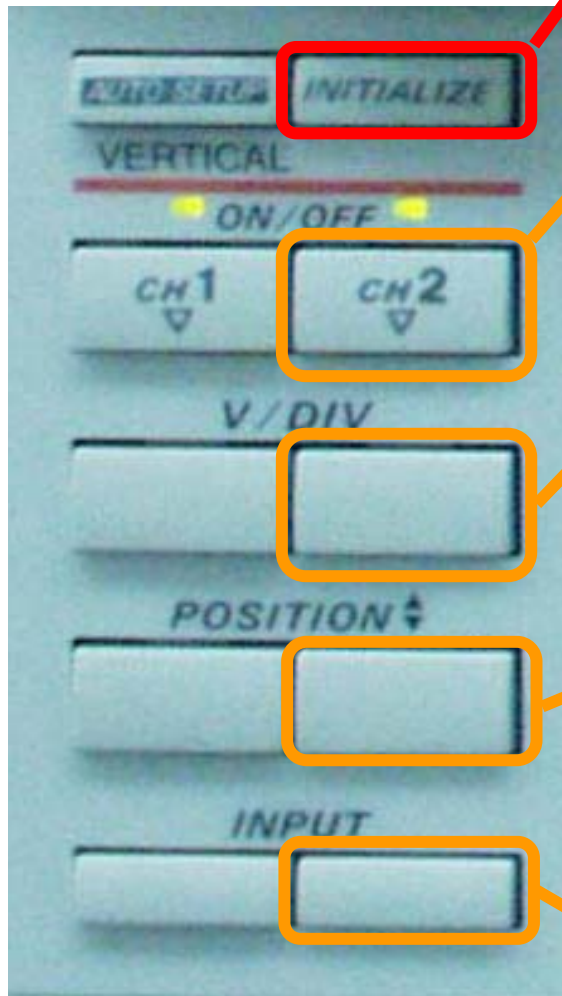 AUTO SETUP INITIALIZE
VERTICAL
ON/OFF
CH1 CH2
V/DIV
POSITION
INPUT